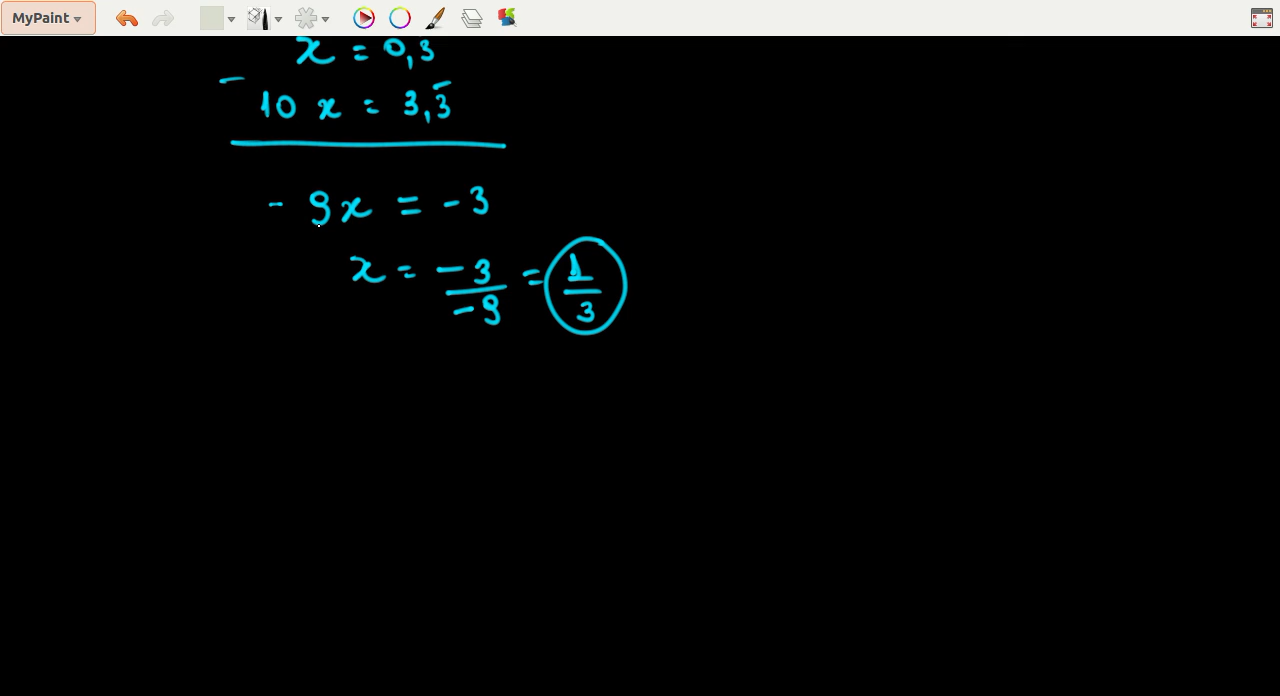 MyPaint
x = 0,3
-
10 x = 3,3̅
- 9x = -3
x = -3/-9 = 1/3